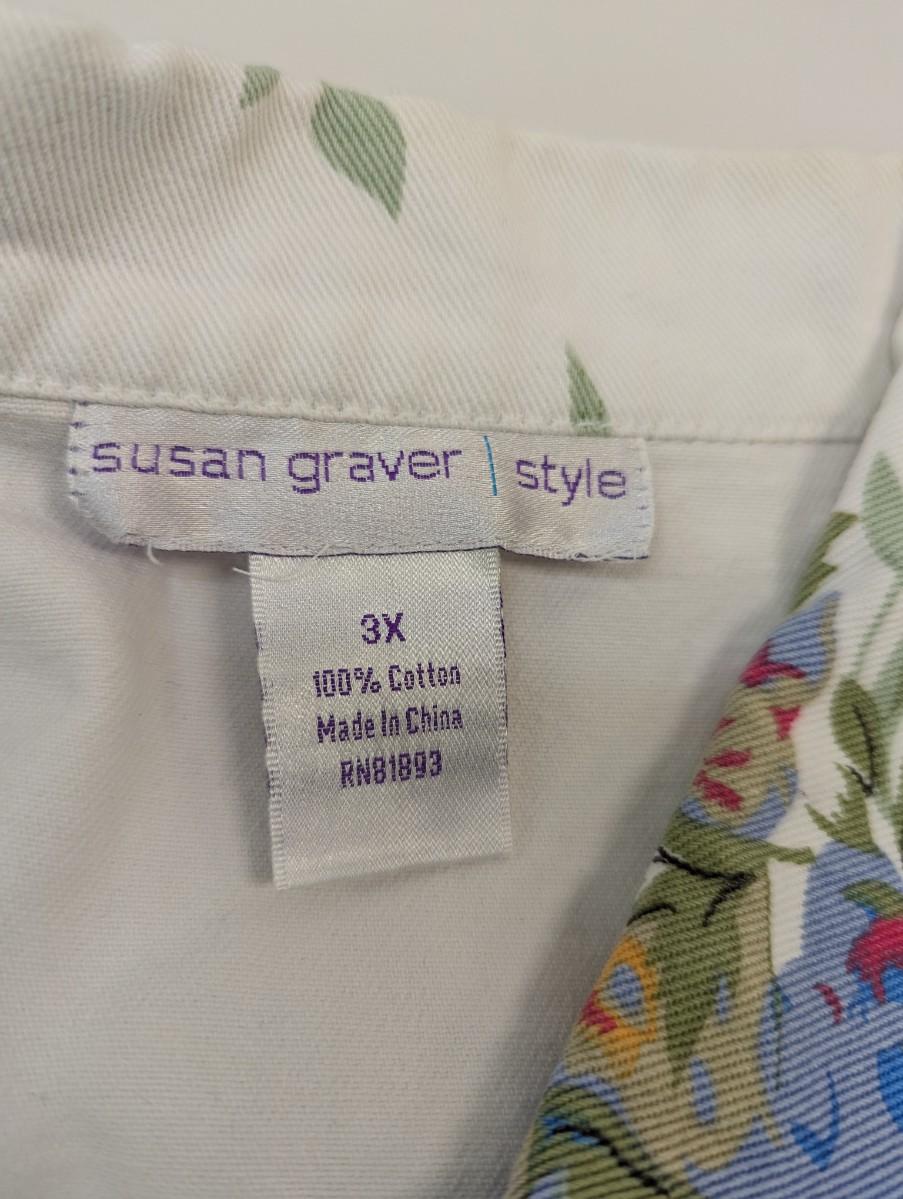 susan graver | style
3X
100% Cotton
Made In China
RN81893